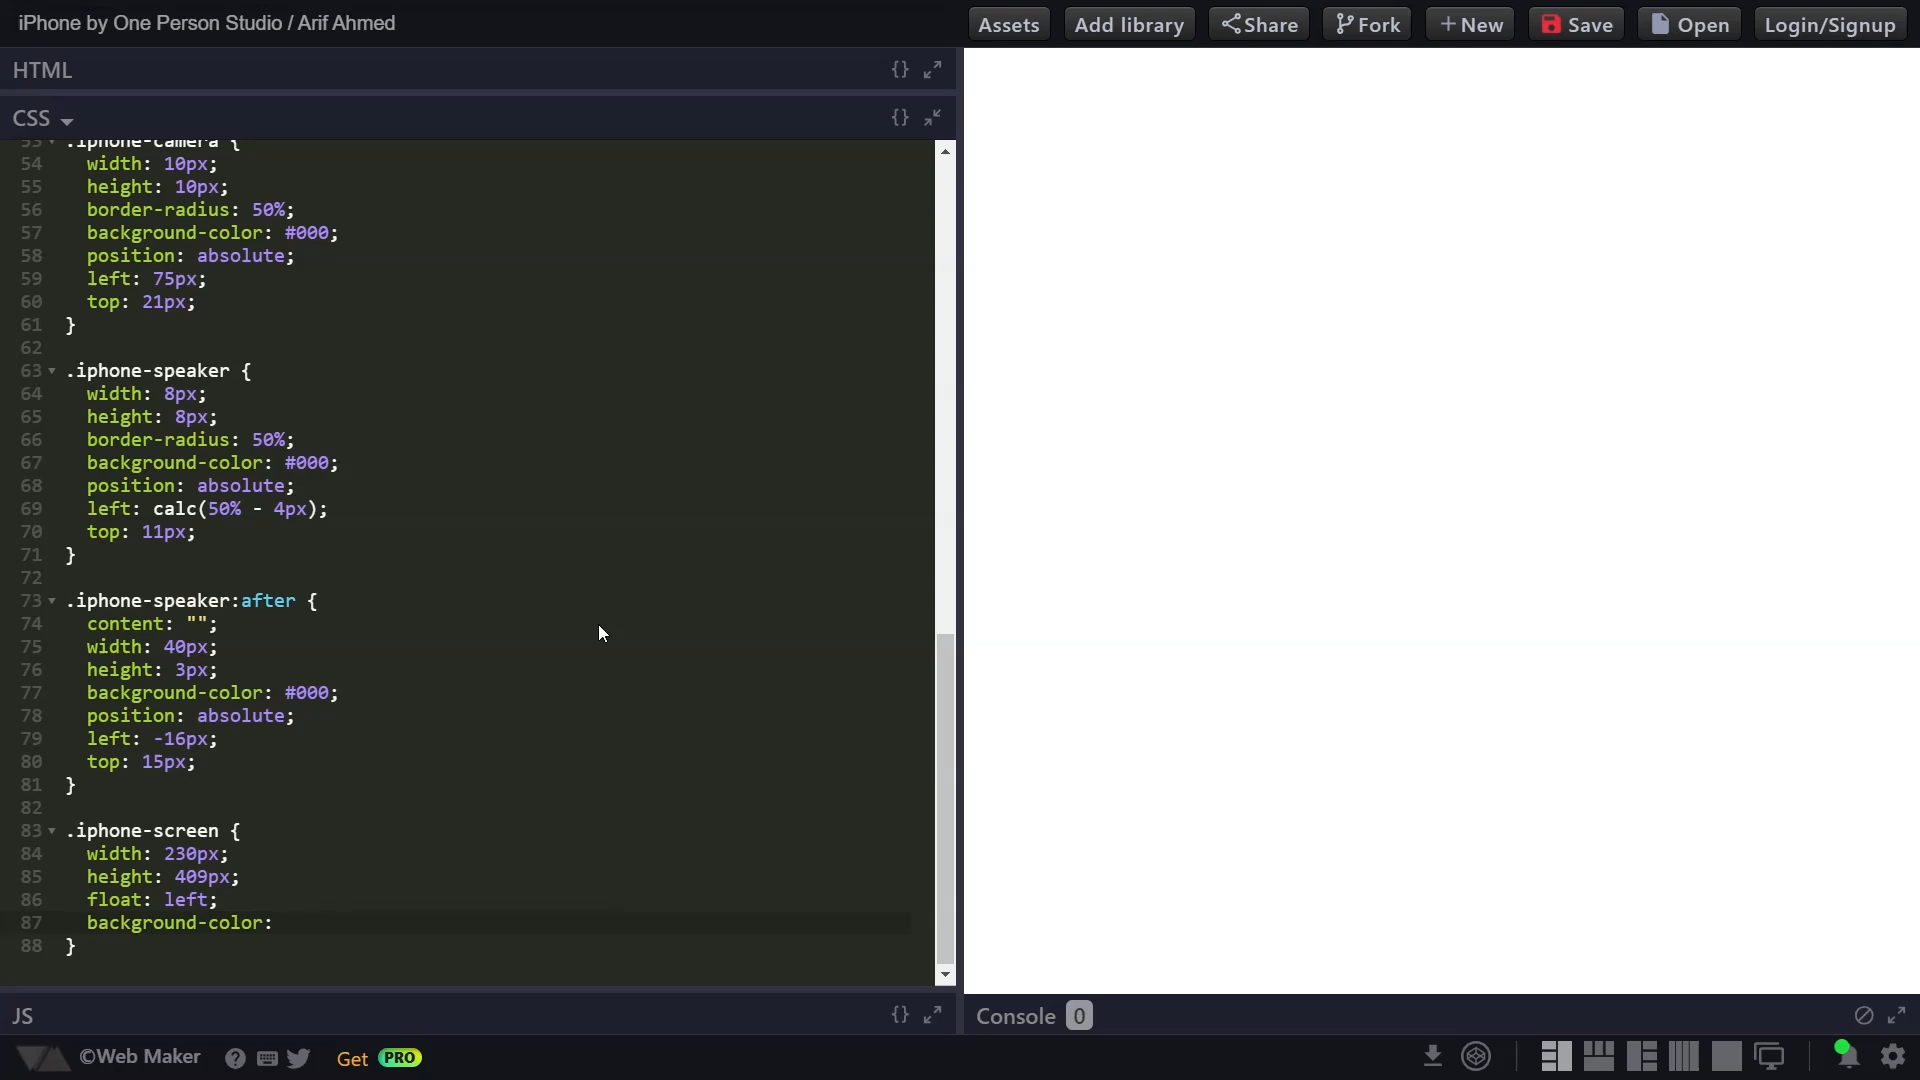 iPhone by One Person Studio / Arif Ahmed
Assets
Add library
Share
Fork
+ New
Save
Open
Login/Signup
HTML
{}
CSS
{}
53 .iphone-camera {
54 width: 10px;
55 height: 10px;
56 border-radius: 50%;
57 background-color: #000;
58 position: absolute;
59 left: 75px;
60 top: 21px;
61 }
62
63 .iphone-speaker {
64 width: 8px;
65 height: 8px;
66 border-radius: 50%;
67 background-color: #000;
68 position: absolute;
69 left: calc(50% - 4px);
70 top: 11px;
71 }
72
73 .iphone-speaker:after {
74 content: "";
75 width: 40px;
76 height: 3px;
77 background-color: #000;
78 position: absolute;
79 left: -16px;
80 top: 15px;
81 }
82
83 .iphone-screen {
84 width: 230px;
85 height: 409px;
86 float: left;
87 background-color:
88 }
JS
{}
Console 0
©Web Maker
?
Get PRO